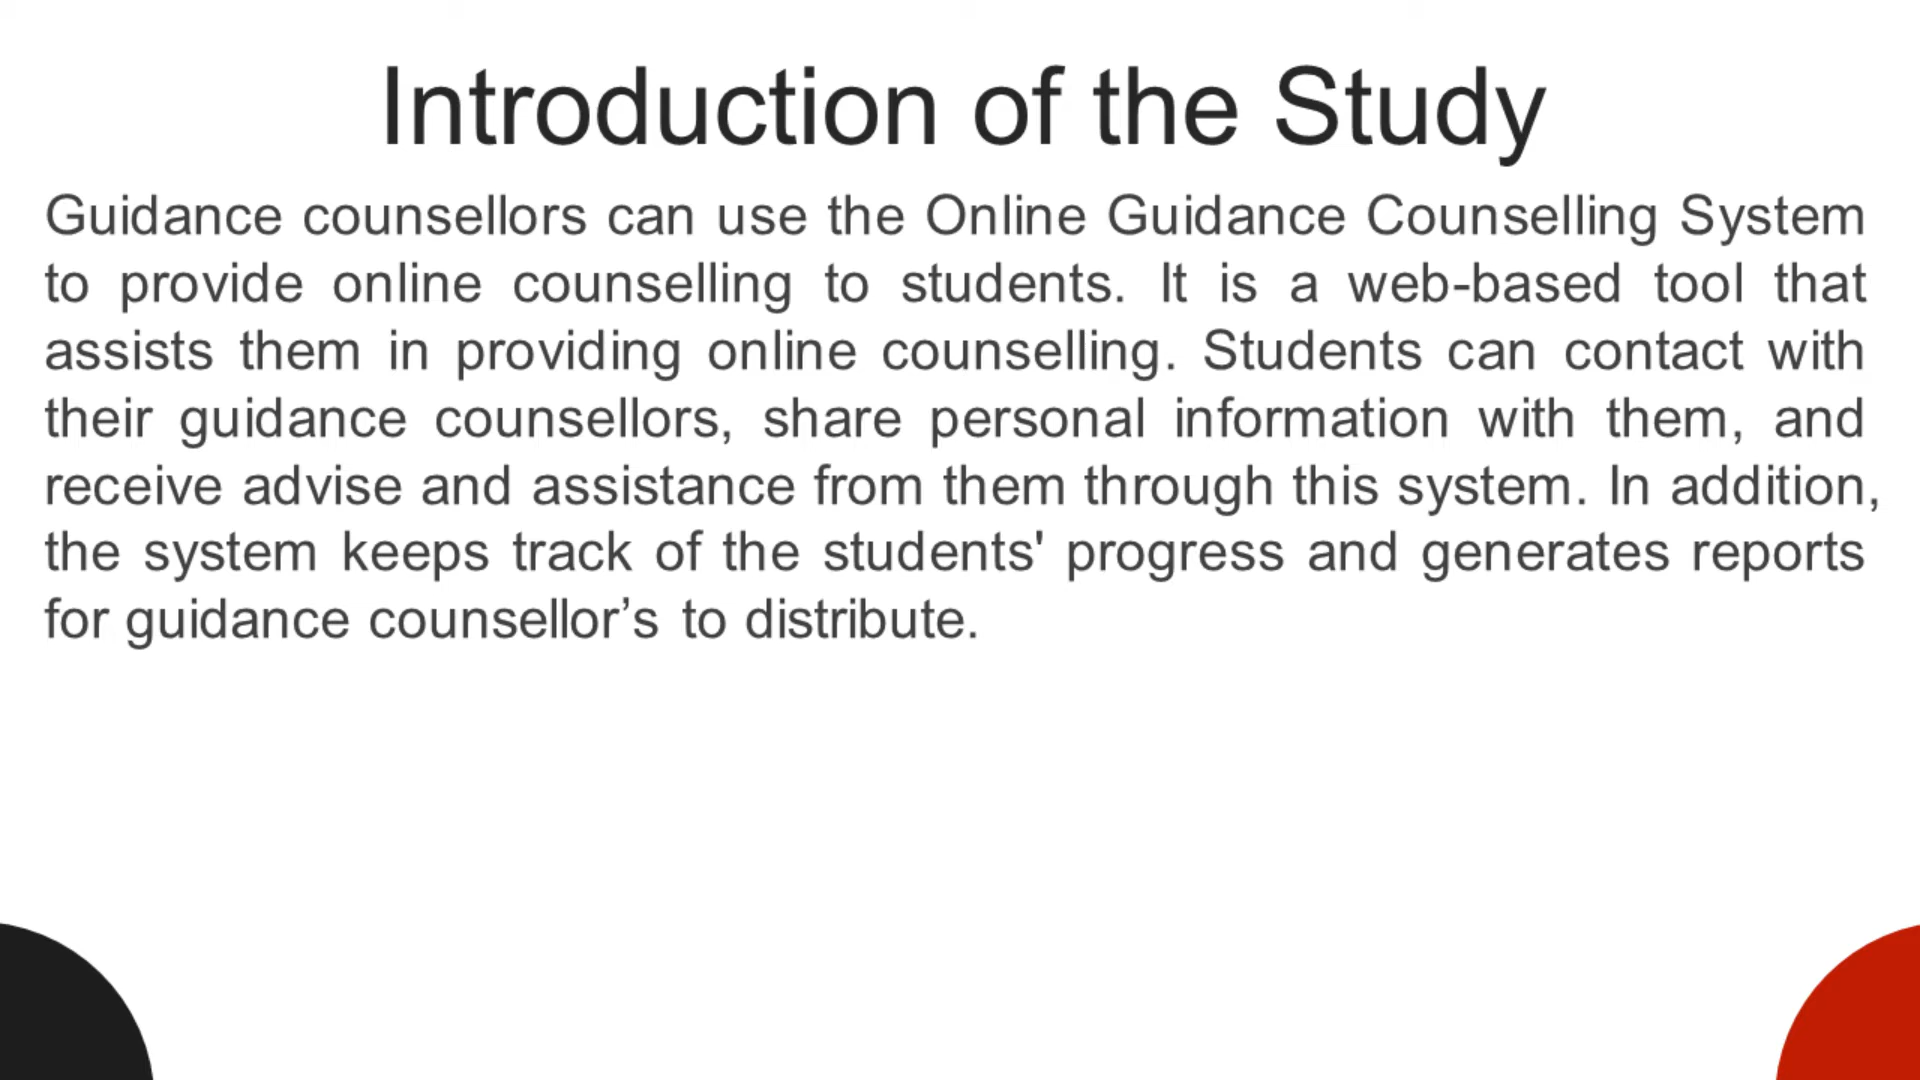 Introduction of the Study
Guidance counsellors can use the Online Guidance Counselling System
to provide online counselling to students. It is a web-based tool that
assists them in providing online counselling. Students can contact with
their guidance counsellors, share personal information with them, and
receive advise and assistance from them through this system. In addition,
the system keeps track of the students' progress and generates reports
for guidance counsellor’s to distribute.